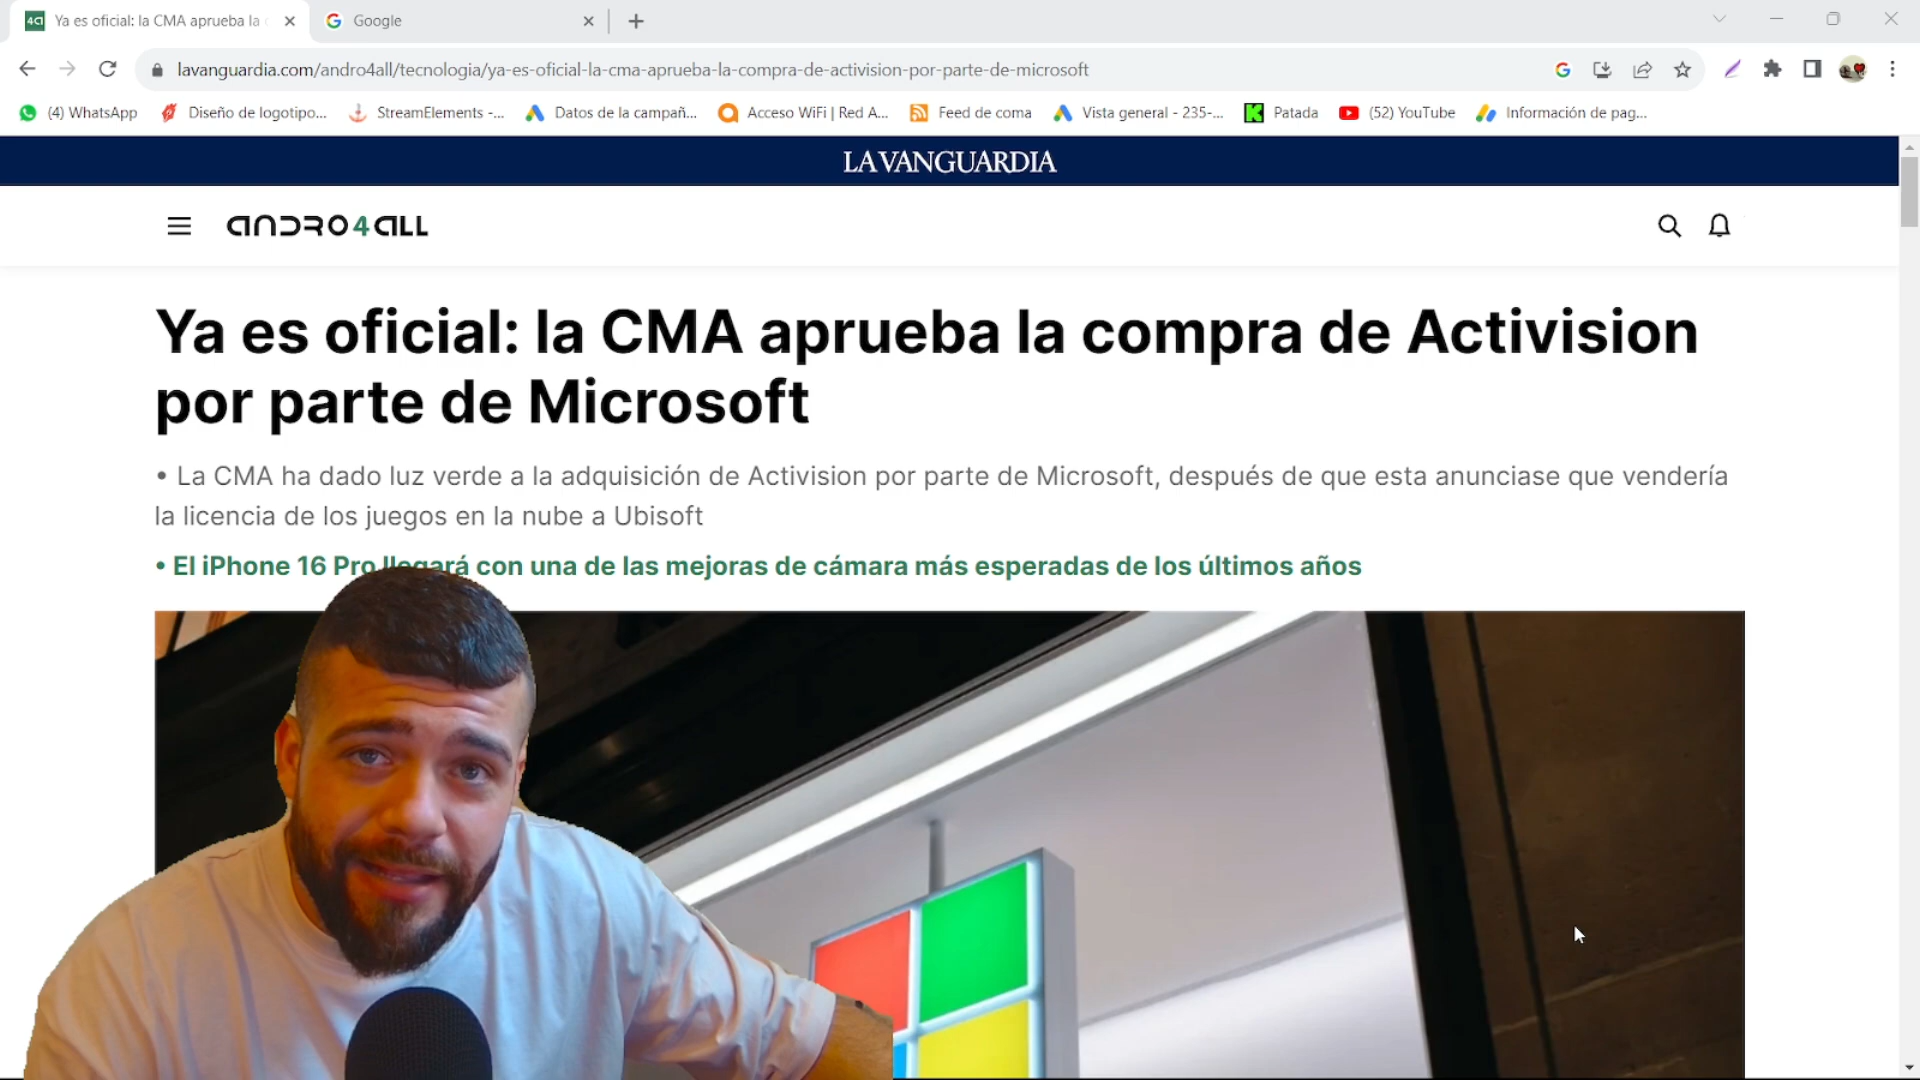 Ya es oficial: la CMA aprueba la c
Google
lavanguardia.com/andro4all/tecnologia/ya-es-oficial-la-cma-aprueba-la-compra-de-activision-por-parte-de-microsoft
(4) WhatsApp
Diseño de logotipo...
StreamElements -...
Datos de la campañ...
Acceso WiFi | Red A...
Feed de coma
Vista general - 235-...
Patada
(52) YouTube
Información de pag...
LA VANGUARDIA
ANDRO4ALL
Ya es oficial: la CMA aprueba la compra de Activision
por parte de Microsoft
• La CMA ha dado luz verde a la adquisición de Activision por parte de Microsoft, después de que esta anunciase que vendería
la licencia de los juegos en la nube a Ubisoft
• El iPhone 16 Pro llegará con una de las mejoras de cámara más esperadas de los últimos años